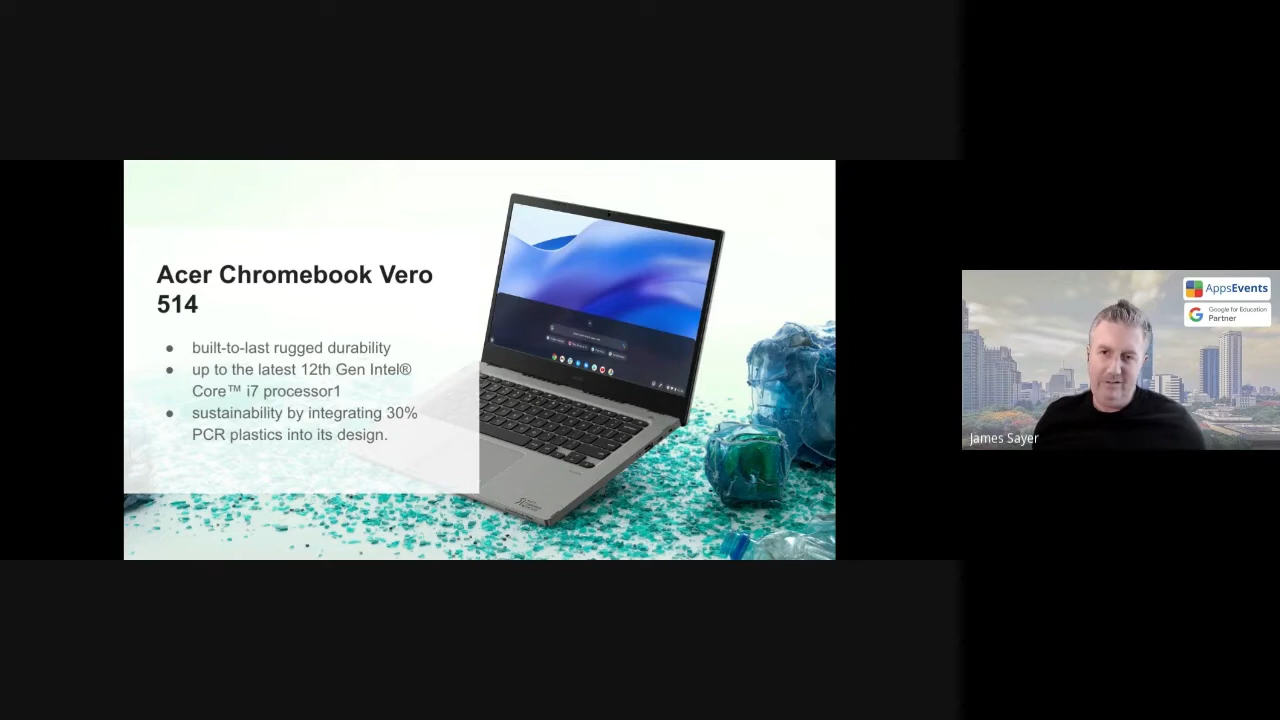 Acer Chromebook Vero
514
● built-to-last rugged durability
● up to the latest 12th Gen Intel®
Core™ i7 processor1
● sustainability by integrating 30%
PCR plastics into its design.
AppsEvents
Google for Education
Partner
James Sayer